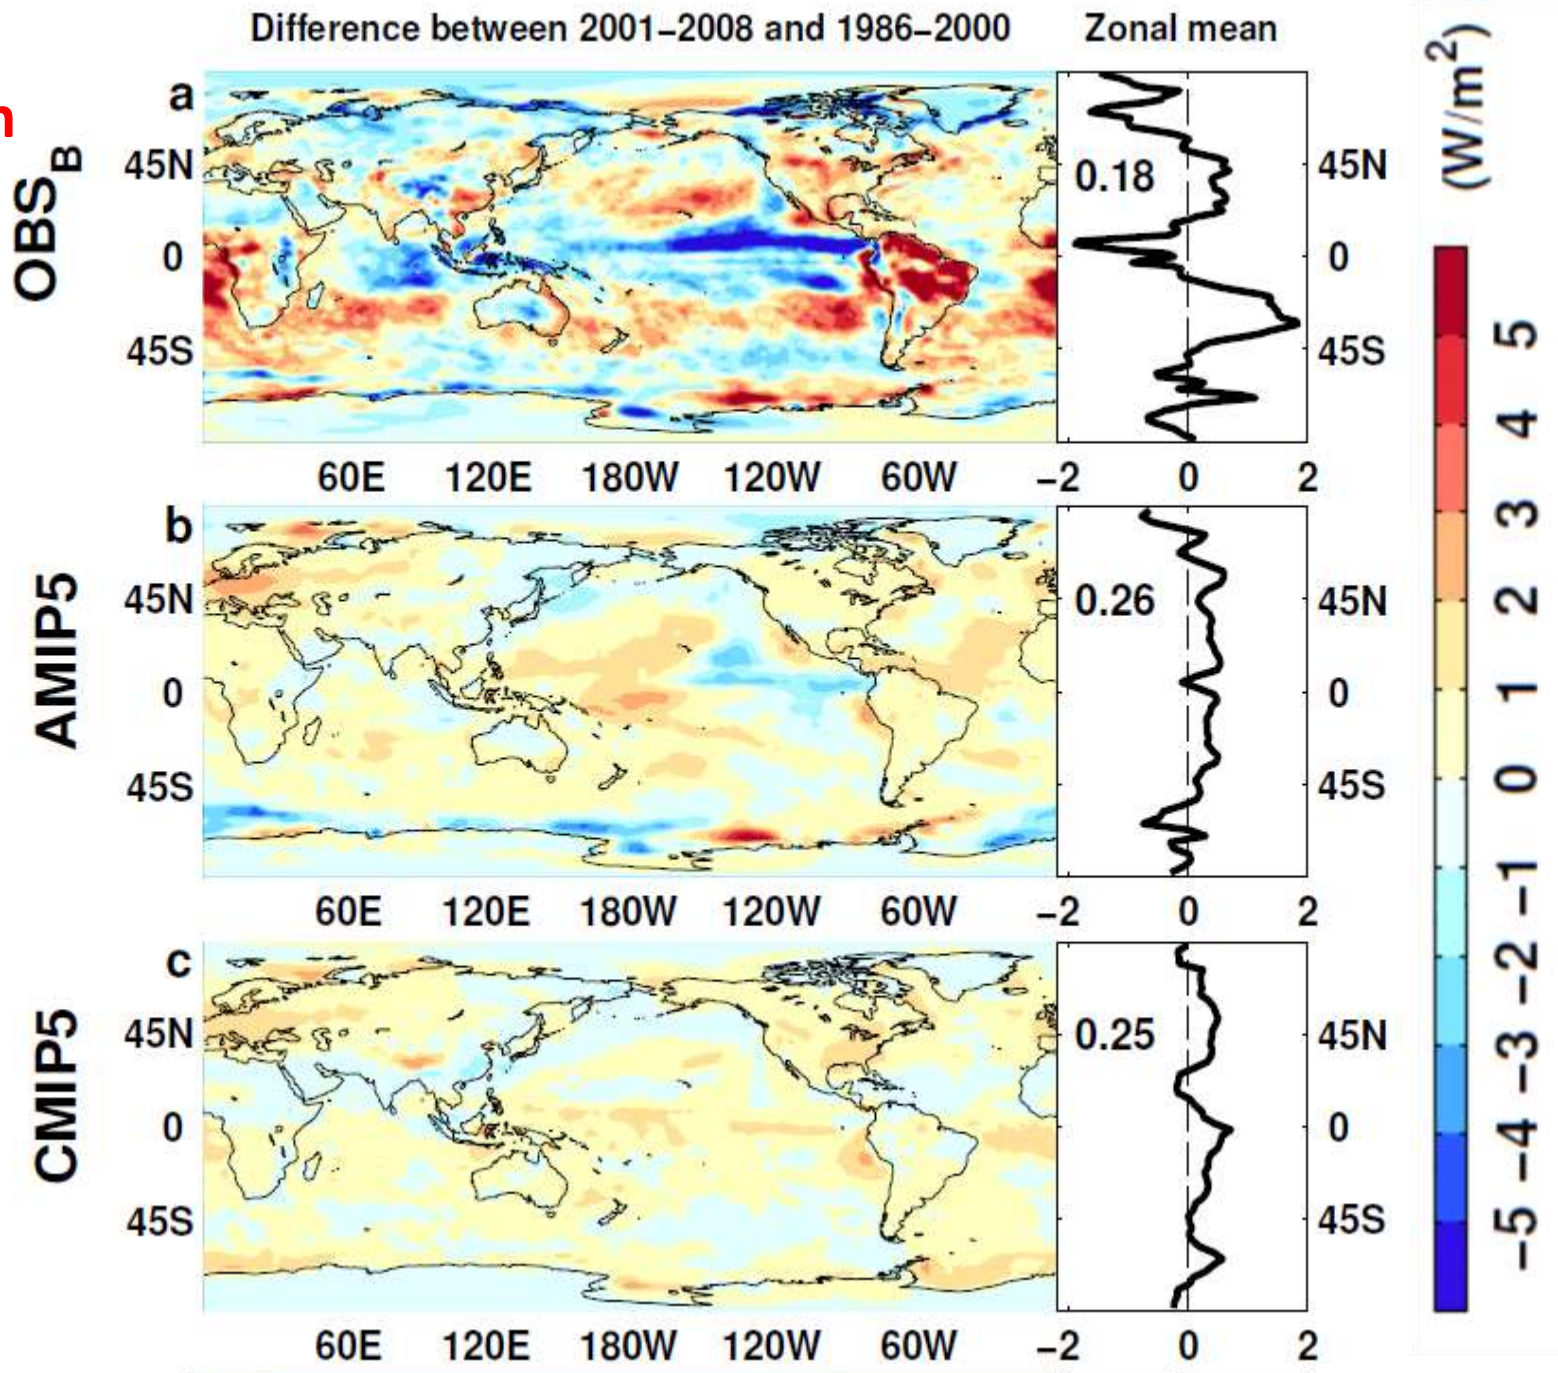 Difference between 2001−2008 and 1986−2000 Zonal mean
n
a
OBS_B
45N
0
45S
0.18
45N
0
45S
60E 120E 180W 120W 60W −2 0 2
b
AMIP5
45N
0
45S
0.26
45N
0
45S
60E 120E 180W 120W 60W −2 0 2
c
CMIP5
45N
0
45S
0.25
45N
0
45S
60E 120E 180W 120W 60W −2 0 2
(W/m²)
5
4
3
2
1
0
−1
−2
−3
−4
−5